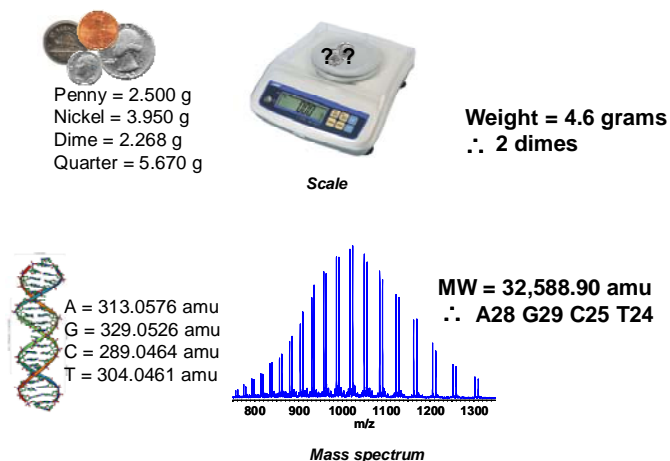 ? ?
Penny = 2.500 g
Nickel = 3.950 g
Dime = 2.268 g
Quarter = 5.670 g
Scale
Weight = 4.6 grams
∴ 2 dimes
A = 313.0576 amu
G = 329.0526 amu
C = 289.0464 amu
T = 304.0461 amu
MW = 32,588.90 amu
∴ A28 G29 C25 T24
800 900 1000 1100 1200 1300
m/z
Mass spectrum